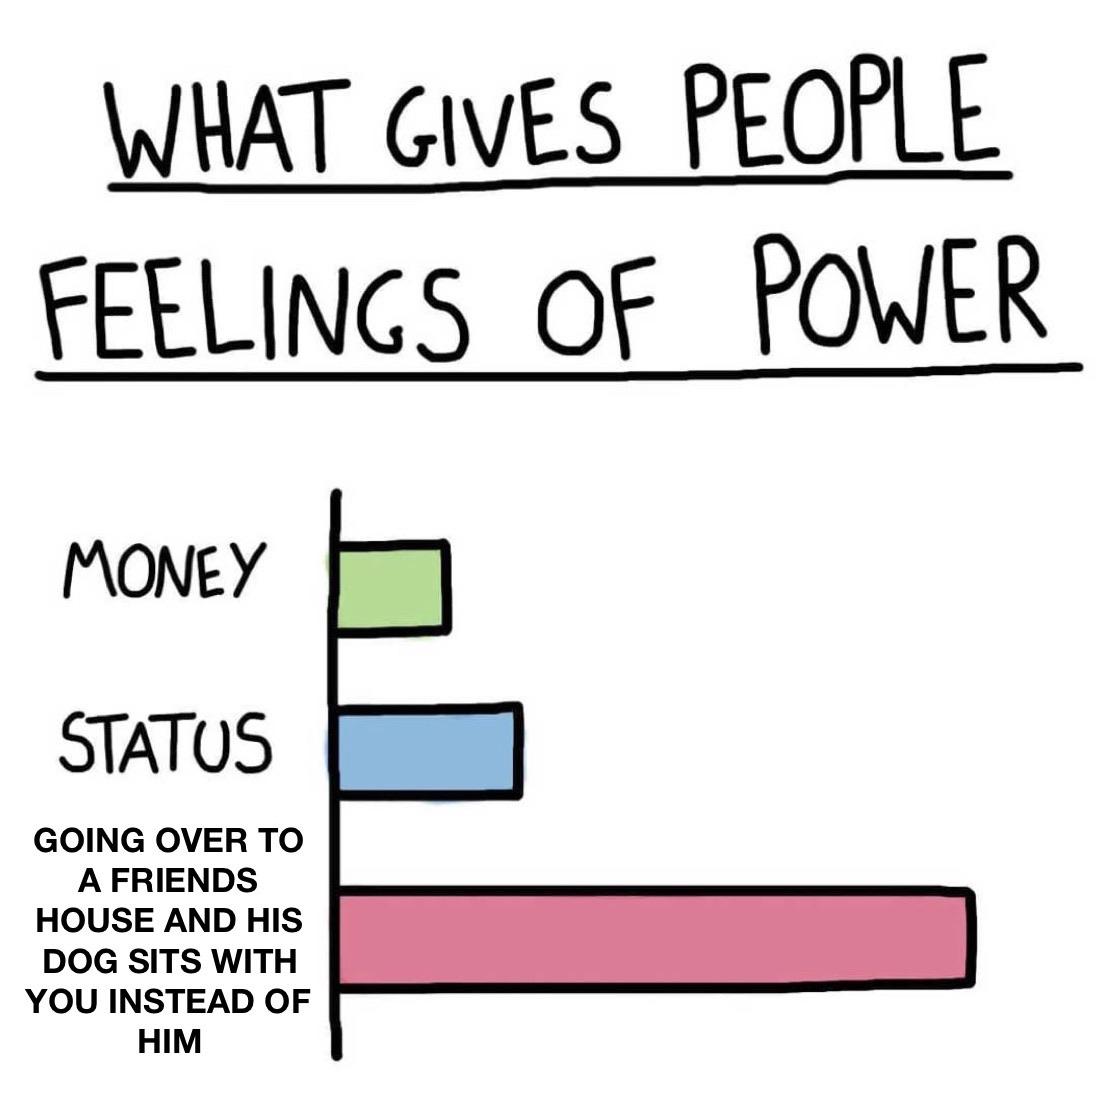 WHAT GIVES PEOPLE
FEELINGS OF POWER
MONEY
STATUS
GOING OVER TO
A FRIENDS
HOUSE AND HIS
DOG SITS WITH
YOU INSTEAD OF
HIM